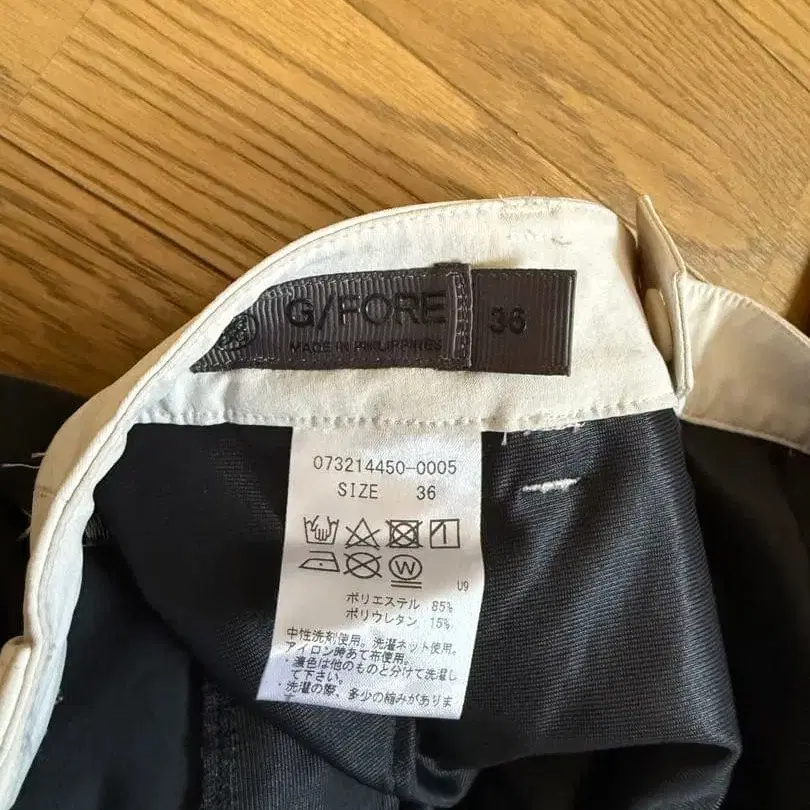 G/FORE
MADE IN PHILIPPINES
36
073214450-0005
SIZE 36
U9
ポリエステル 85%
ポリウレタン 15%
中性洗剤使用。洗濯ネット使用。
アイロン時あて布使用。
・濃色は他のものと分けて洗濯し
て下さい。
・洗濯の際、多少の縮みがありま